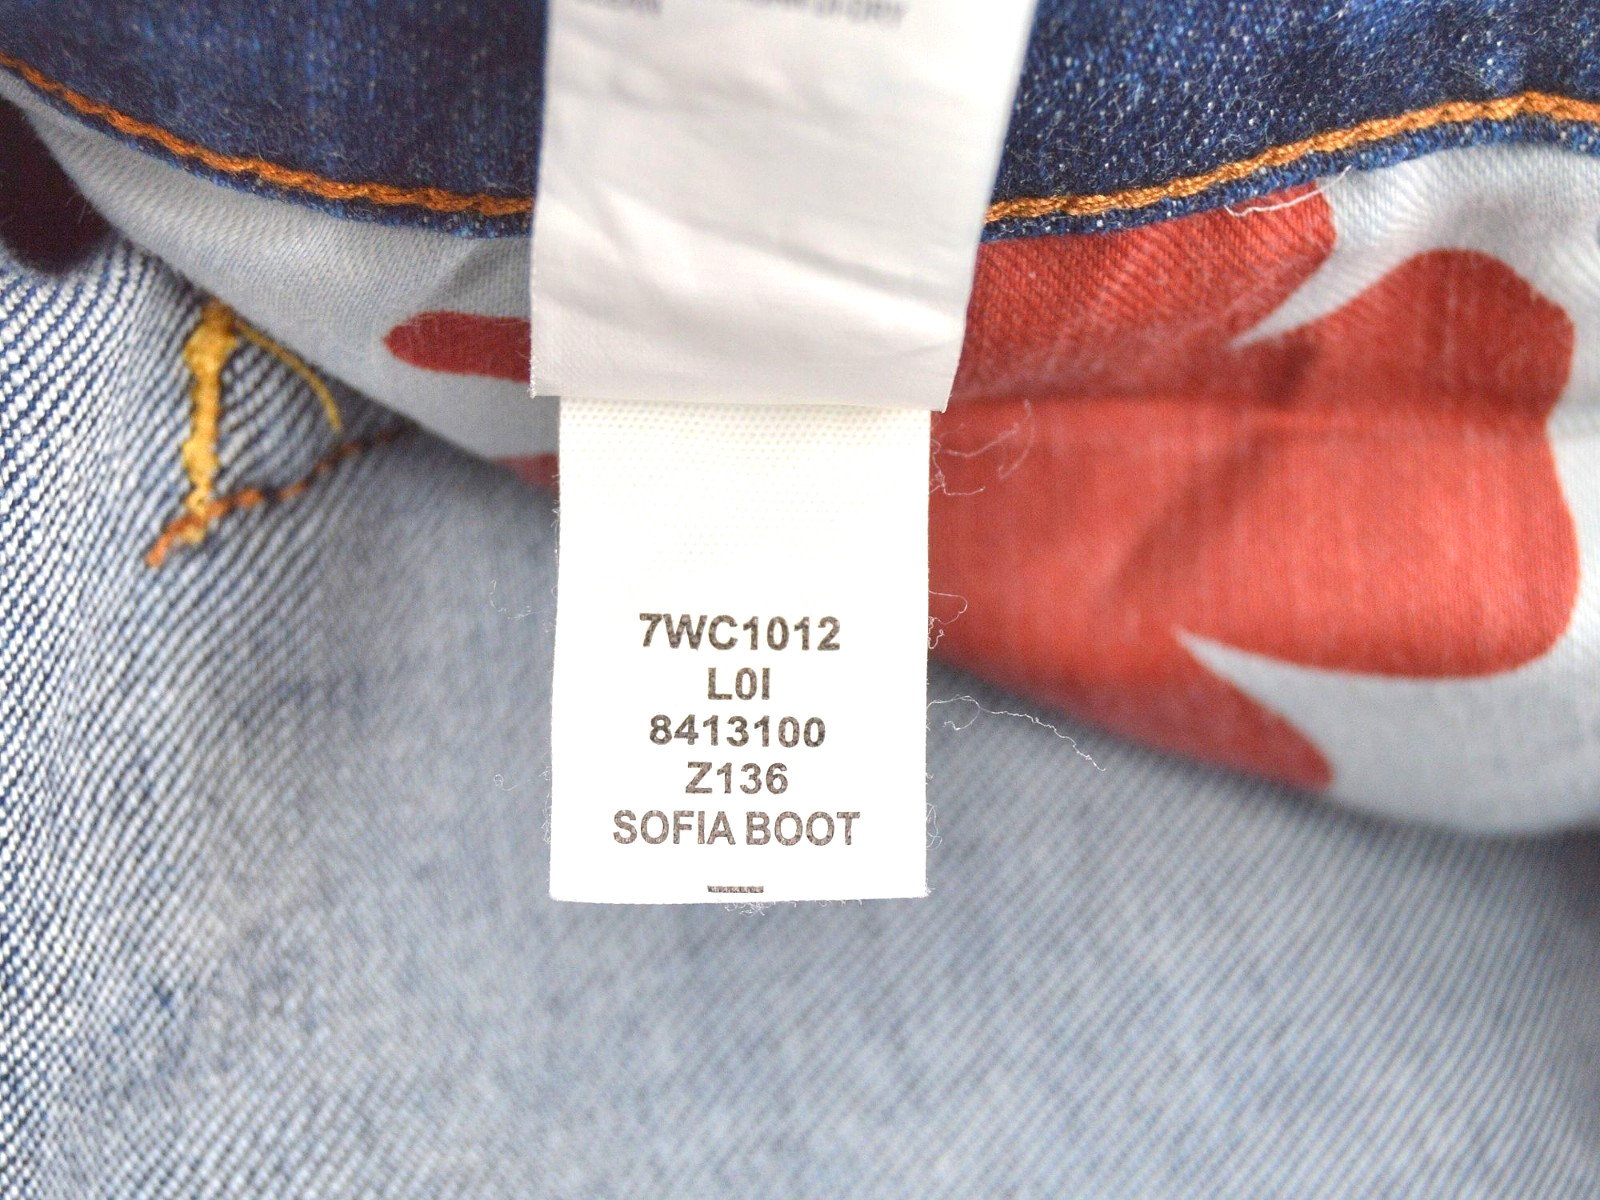 7WC1012
L0I
8413100
Z136
SOFIA BOOT